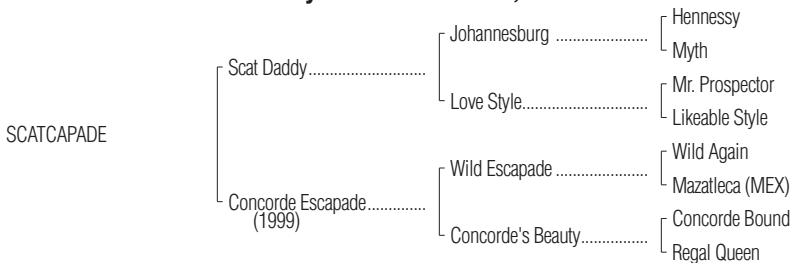 Hennessy
Johannesburg ......................
Myth
Scat Daddy............................
Mr. Prospector
Love Style..............................
Likeable Style
SCATCAPADE
Wild Again
Wild Escapade ......................
Mazatleca (MEX)
Concorde Escapade..............
(1999)
Concorde Bound
Concorde's Beauty................
Regal Queen